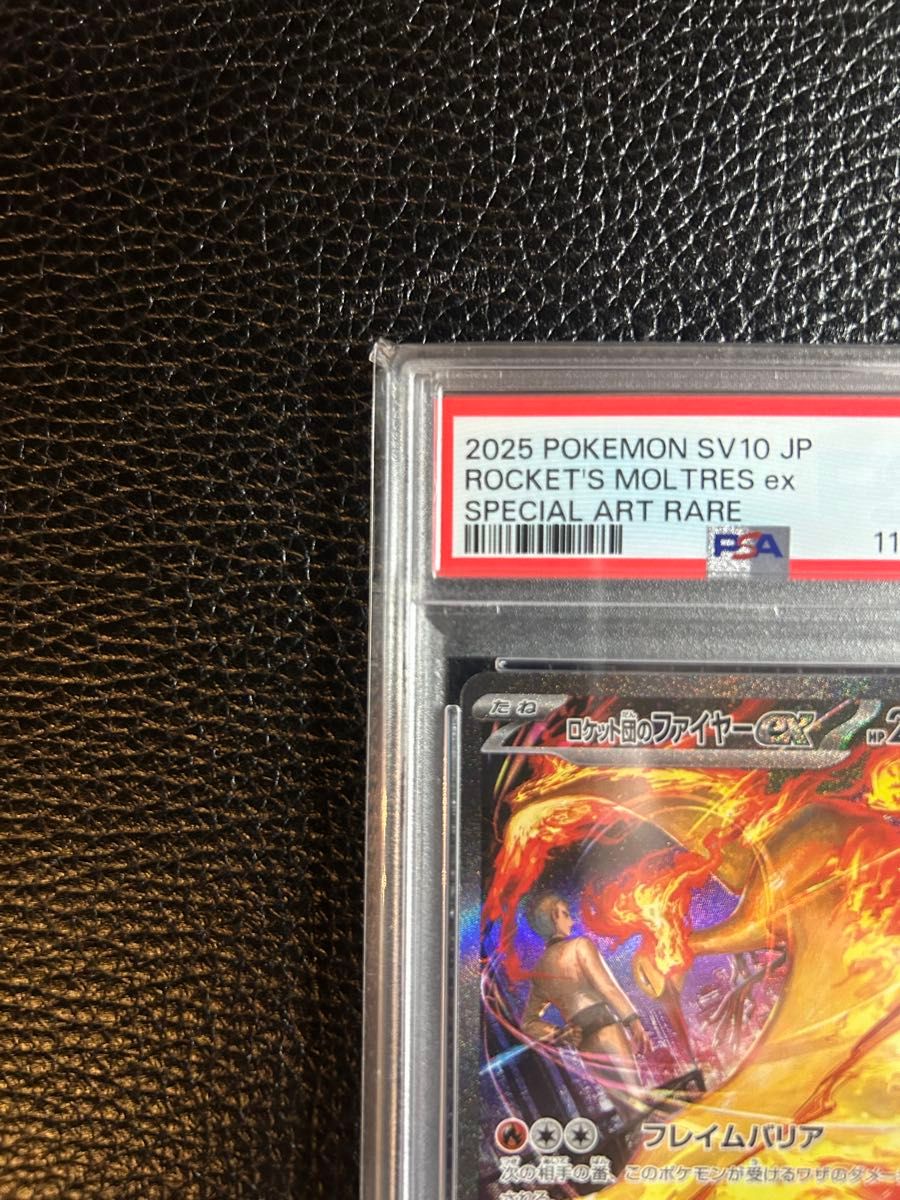 2025 POKEMON SV10 JP
ROCKET'S MOLTRES ex
SPECIAL ART RARE
PSA
11
たね
ロケット団のファイヤーex HP 2
フレイムバリア
次の相手の番、このポケモンが受けるワザのダメー